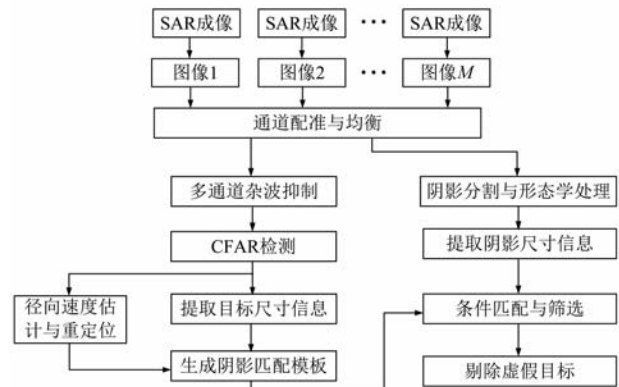 SAR成像 SAR成像 ··· SAR成像
图像1 图像2 ··· 图像M
通道配准与均衡
多通道杂波抑制 阴影分割与形态学处理
CFAR检测 提取阴影尺寸信息
径向速度估
计与重定位
提取目标尺寸信息 条件匹配与筛选
生成阴影匹配模板 剔除虚假目标